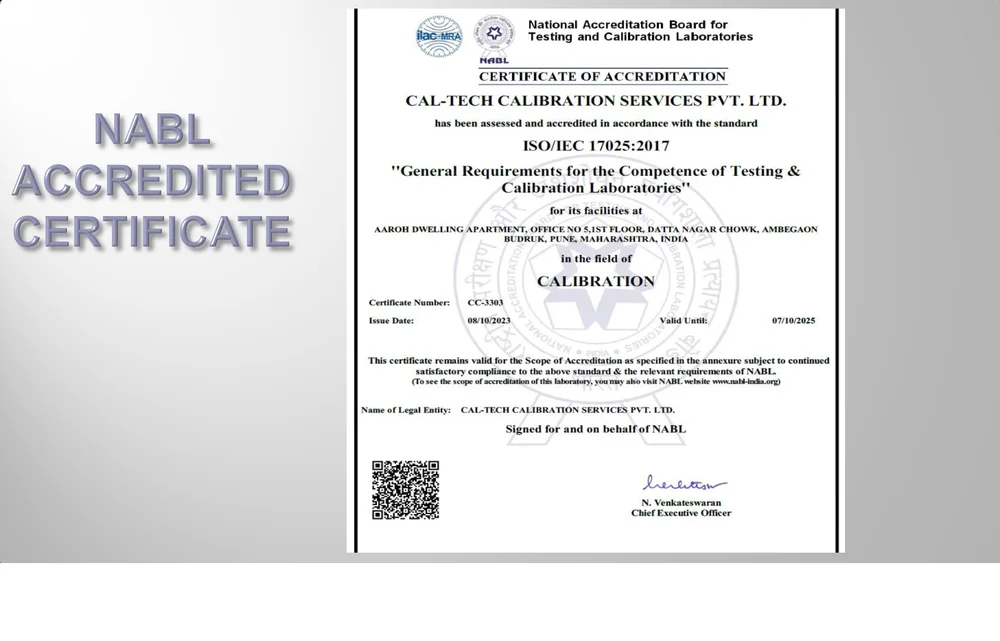 NABL
ACCREDITED
CERTIFICATE
ilac-MRA
NABL
National Accreditation Board for
Testing and Calibration Laboratories
CERTIFICATE OF ACCREDITATION
CAL-TECH CALIBRATION SERVICES PVT. LTD.
has been assessed and accredited in accordance with the standard
ISO/IEC 17025:2017
"General Requirements for the Competence of Testing &
Calibration Laboratories"
for its facilities at
AAROH DWELLING APARTMENT, OFFICE NO 5,1ST FLOOR, DATTA NAGAR CHOWK, AMBEGAON
BUDRUK, PUNE, MAHARASHTRA, INDIA
in the field of
CALIBRATION
Certificate Number: CC-3303
Issue Date: 08/10/2023 Valid Until: 07/10/2025
This certificate remains valid for the Scope of Accreditation as specified in the annexure subject to continued
satisfactory compliance to the above standard & the relevant requirements of NABL.
(To see the scope of accreditation of this laboratory, you may also visit NABL website www.nabl-india.org)
Name of Legal Entity: CAL-TECH CALIBRATION SERVICES PVT. LTD.
Signed for and on behalf of NABL
N. Venkateswaran
Chief Executive Officer